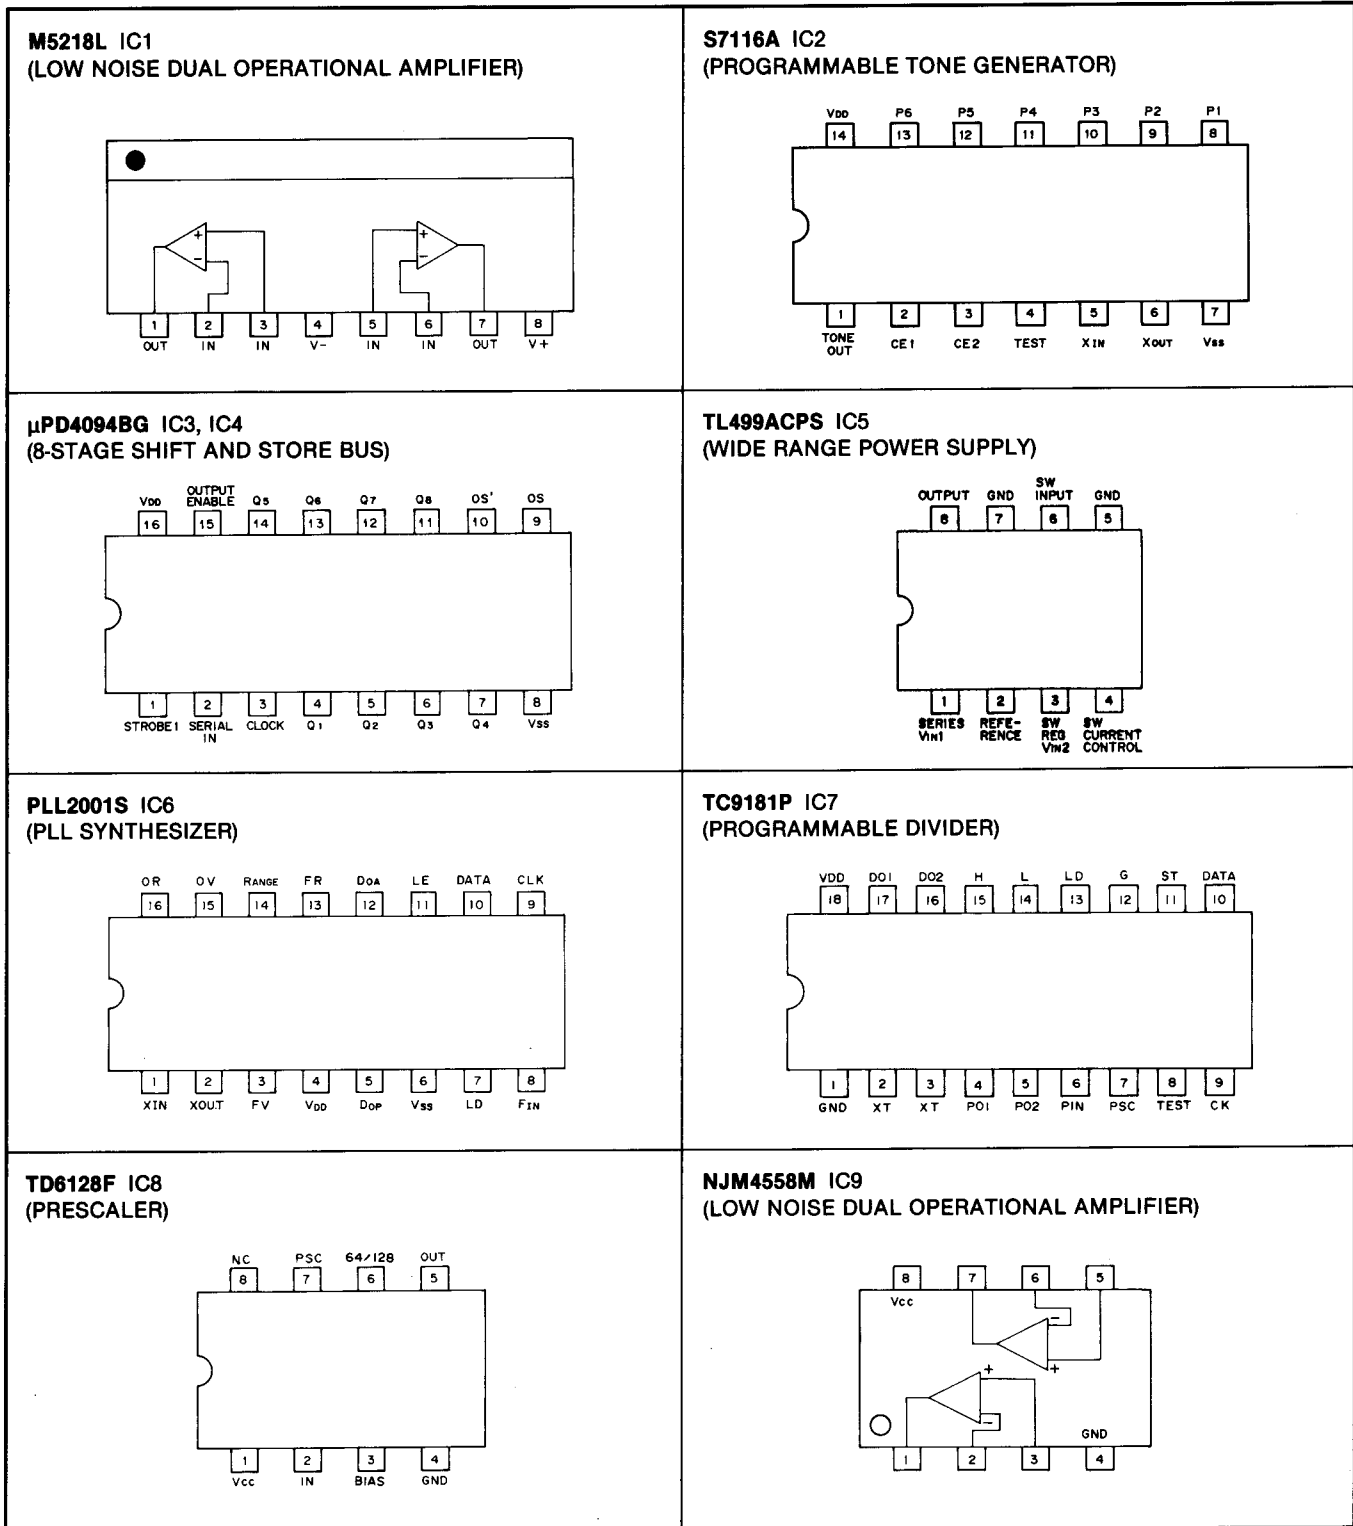 M5218L IC1
(LOW NOISE DUAL OPERATIONAL AMPLIFIER)
+ − + −
1 2 3 4 5 6 7 8
OUT IN IN V− IN IN OUT V+
S7116A IC2
(PROGRAMMABLE TONE GENERATOR)
VDD P6 P5 P4 P3 P2 P1
14 13 12 11 10 9 8
1 2 3 4 5 6 7
TONE OUT CE1 CE2 TEST XIN XOUT Vss
µPD4094BG IC3, IC4
(8-STAGE SHIFT AND STORE BUS)
VDD OUTPUT ENABLE Q5 Q6 Q7 Q8 OS' OS
16 15 14 13 12 11 10 9
1 2 3 4 5 6 7 8
STROBE1 SERIAL IN CLOCK Q1 Q2 Q3 Q4 VSS
TL499ACPS IC5
(WIDE RANGE POWER SUPPLY)
OUTPUT GND SW INPUT GND
8 7 6 5
1 2 3 4
SERIES VIN1 REFE-RENCE SW REG VIN2 SW CURRENT CONTROL
PLL2001S IC6
(PLL SYNTHESIZER)
OR OV RANGE FR DOA LE DATA CLK
16 15 14 13 12 11 10 9
1 2 3 4 5 6 7 8
XIN XOUT FV VDD DOP VSS LD FIN
TC9181P IC7
(PROGRAMMABLE DIVIDER)
VDD DO1 DO2 H L LD G ST DATA
18 17 16 15 14 13 12 11 10
1 2 3 4 5 6 7 8 9
GND XT XT PO1 PO2 PIN PSC TEST CK
TD6128F IC8
(PRESCALER)
NC PSC 64/128 OUT
8 7 6 5
1 2 3 4
Vcc IN BIAS GND
NJM4558M IC9
(LOW NOISE DUAL OPERATIONAL AMPLIFIER)
8 7 6 5
Vcc
−
+ +
−
GND
1 2 3 4